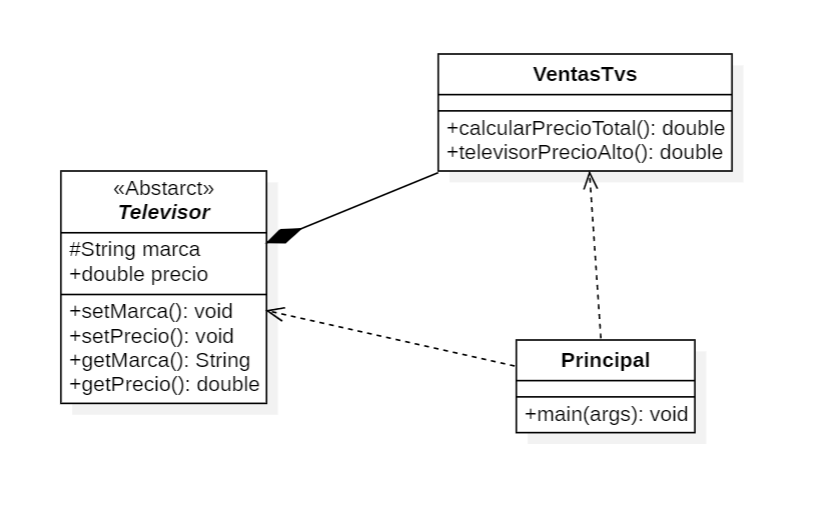 VentasTvs
+calcularPrecioTotal(): double
+televisorPrecioAlto(): double
«Abstarct»
Televisor
#String marca
+double precio
+setMarca(): void
+setPrecio(): void
+getMarca(): String
+getPrecio(): double
Principal
+main(args): void